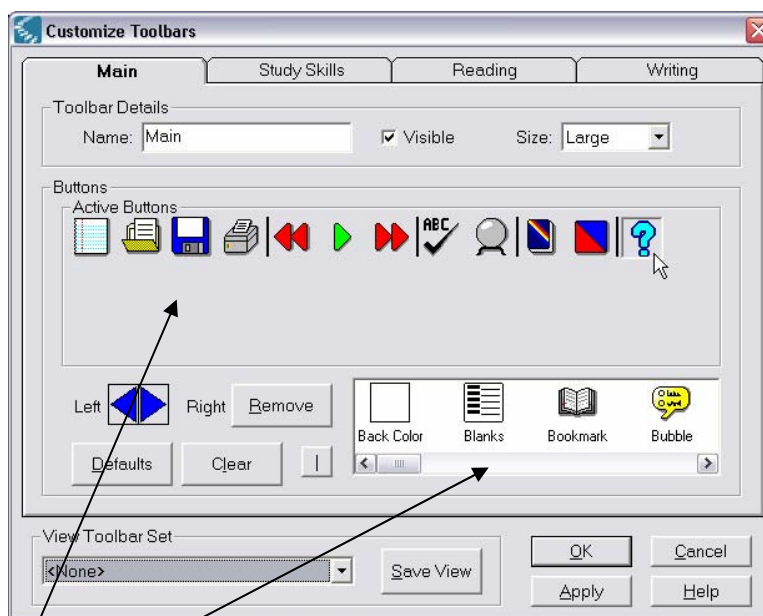 Customize Toolbars
Main Study Skills Reading Writing
Toolbar Details
Name: Main Visible Size: Large
Buttons
Active Buttons
ABC
Left Right Remove
Back Color Blanks Bookmark Bubble
Defaults Clear |
View Toolbar Set
<None> Save View OK Cancel
Apply Help